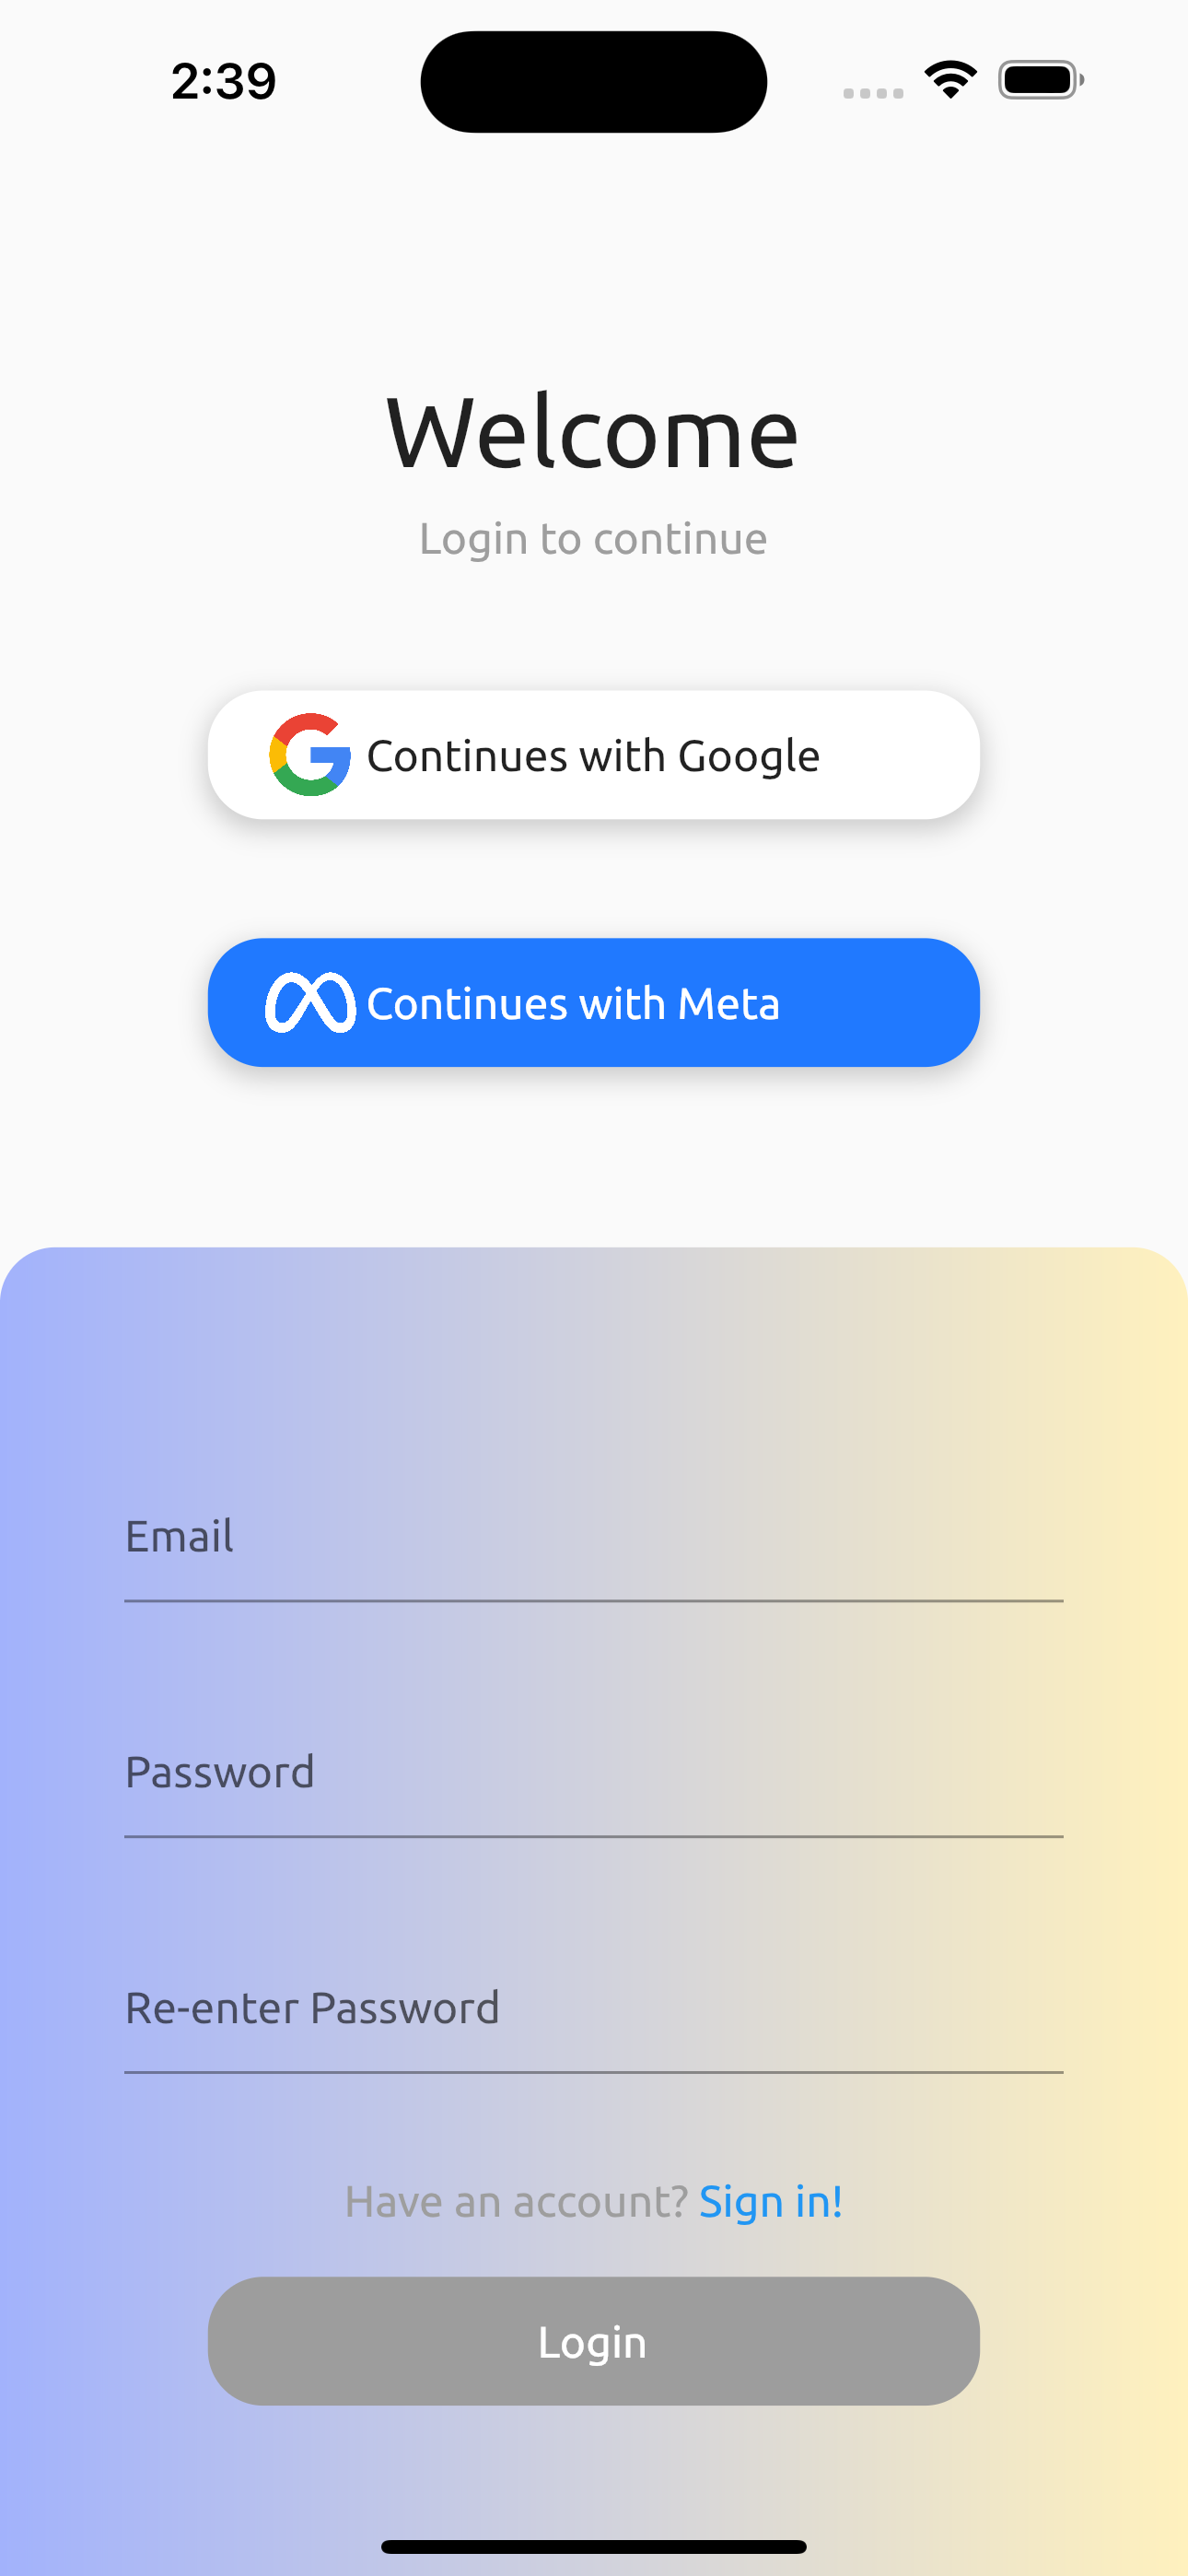 2:39
Welcome
Login to continue
Continues with Google
Continues with Meta
Email
Password
Re-enter Password
Have an account? Sign in!
Login